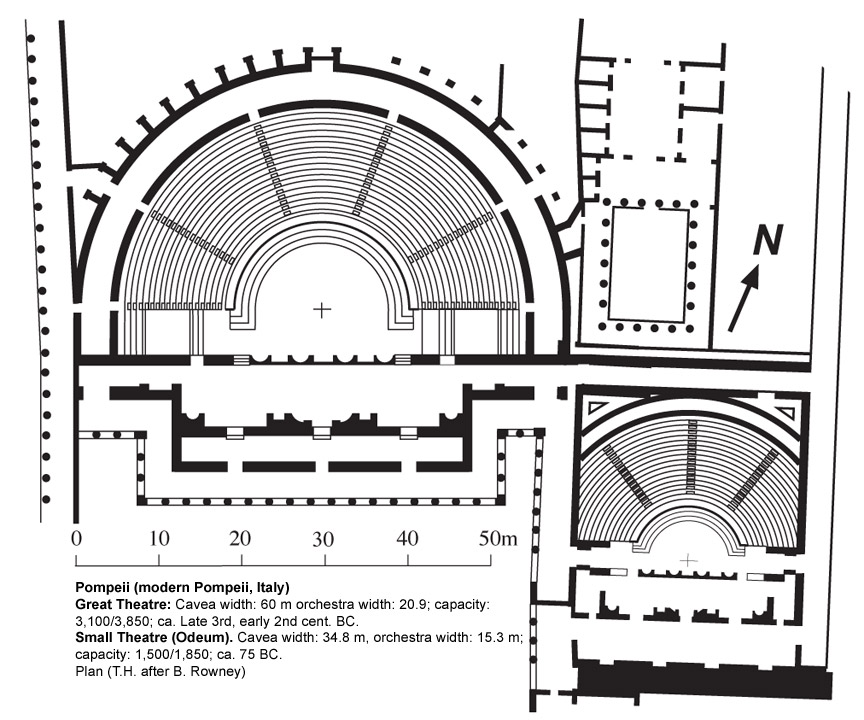 N
0 10 20 30 40 50m
Pompeii (modern Pompeii, Italy)
Great Theatre: Cavea width: 60 m orchestra width: 20.9; capacity:
3,100/3,850; ca. Late 3rd, early 2nd cent. BC.
Small Theatre (Odeum). Cavea width: 34.8 m, orchestra width: 15.3 m;
capacity: 1,500/1,850; ca. 75 BC.
Plan (T.H. after B. Rowney)